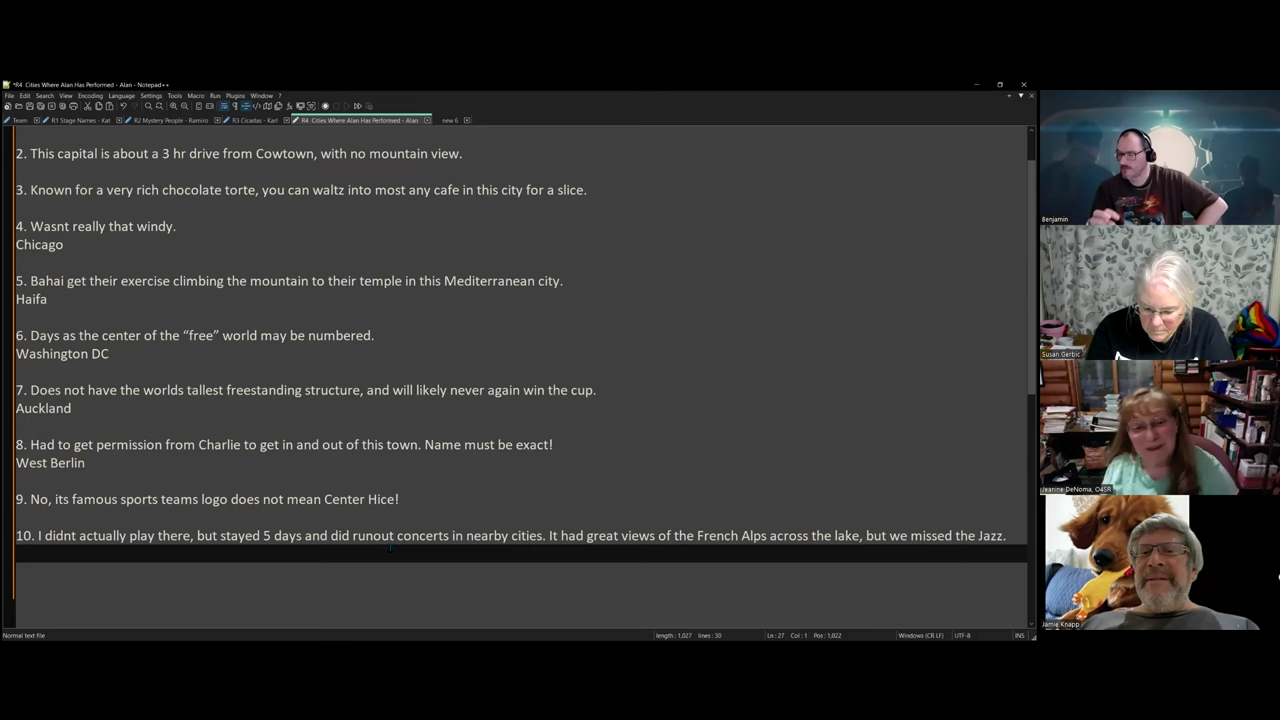 *R4  Cities Where Alan Has Performed - Alan - Notepad++
File Edit Search View Encoding Language Settings Tools Macro Run Plugins Window ?
Team R1 Stage Names - Kat R2 Mystery People - Ramiro R3 Cicadas - Karl R4  Cities Where Alan Has Performed - Alan new 6
2. This capital is about a 3 hr drive from Cowtown, with no mountain view.
3. Known for a very rich chocolate torte, you can waltz into most any cafe in this city for a slice.
4. Wasnt really that windy.
Chicago
5. Bahai get their exercise climbing the mountain to their temple in this Mediterranean city.
Haifa
6. Days as the center of the “free” world may be numbered.
Washington DC
7. Does not have the worlds tallest freestanding structure, and will likely never again win the cup.
Auckland
8. Had to get permission from Charlie to get in and out of this town. Name must be exact!
West Berlin
9. No, its famous sports teams logo does not mean Center Hice!
10. I didnt actually play there, but stayed 5 days and did runout concerts in nearby cities. It had great views of the French Alps across the lake, but we missed the Jazz.
Normal text file length : 1,027 lines : 30 Ln : 27 Col : 1 Pos : 1,022 Windows (CR LF) UTF-8 INS
Benjamin
Susan Gerbic
Jeanine DeNoma, O4SR
Jamie Knapp